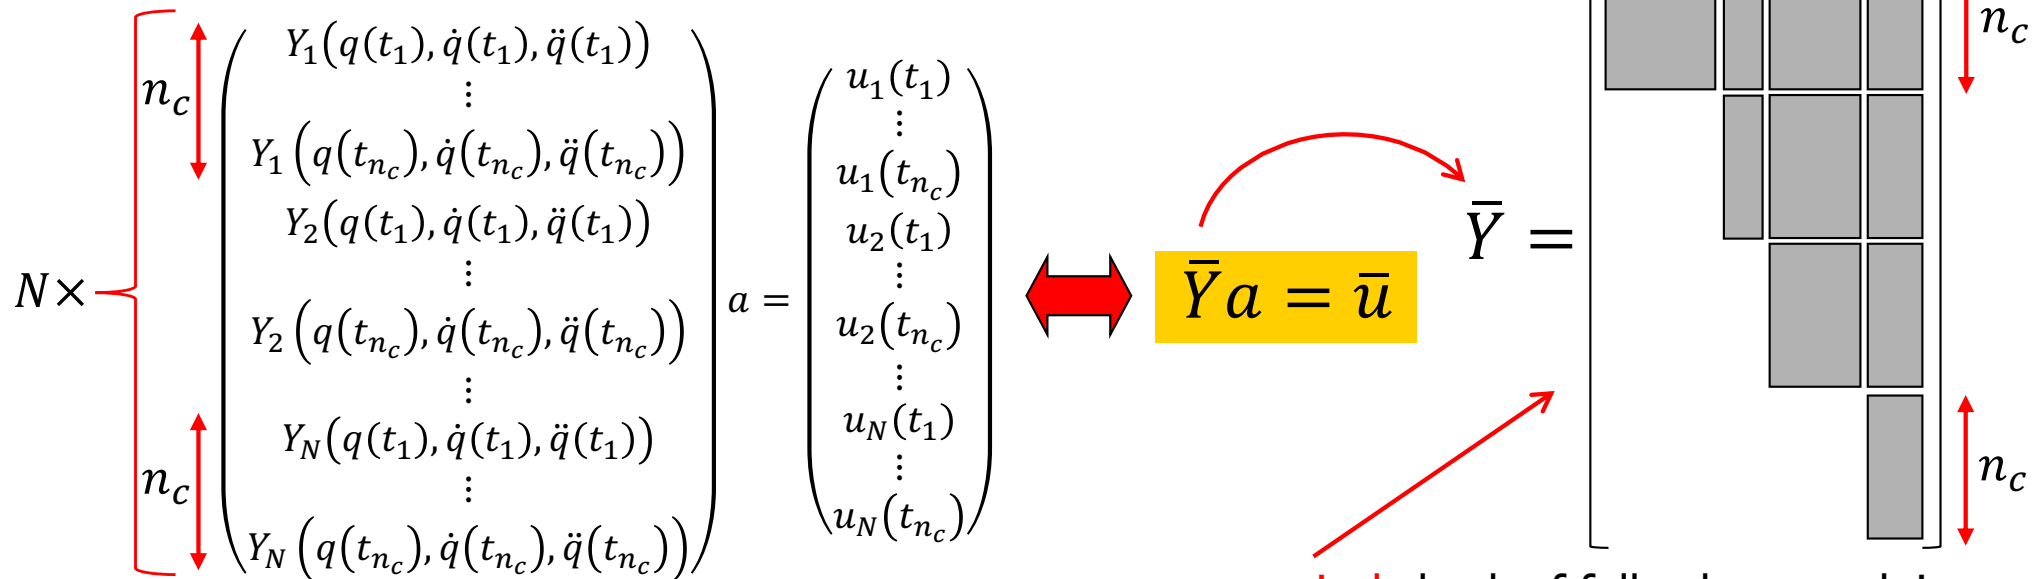 n_c
N×
Y_1(q(t_1), q̇(t_1), q̈(t_1))
⋮
Y_1(q(t_{n_c}), q̇(t_{n_c}), q̈(t_{n_c}))
Y_2(q(t_1), q̇(t_1), q̈(t_1))
⋮
Y_2(q(t_{n_c}), q̇(t_{n_c}), q̈(t_{n_c}))
⋮
Y_N(q(t_1), q̇(t_1), q̈(t_1))
⋮
Y_N(q(t_{n_c}), q̇(t_{n_c}), q̈(t_{n_c}))
n_c
a =
u_1(t_1)
⋮
u_1(t_{n_c})
u_2(t_1)
⋮
u_2(t_{n_c})
⋮
u_N(t_1)
⋮
u_N(t_{n_c})
Ȳa = ū
Ȳ =
n_c
n_c